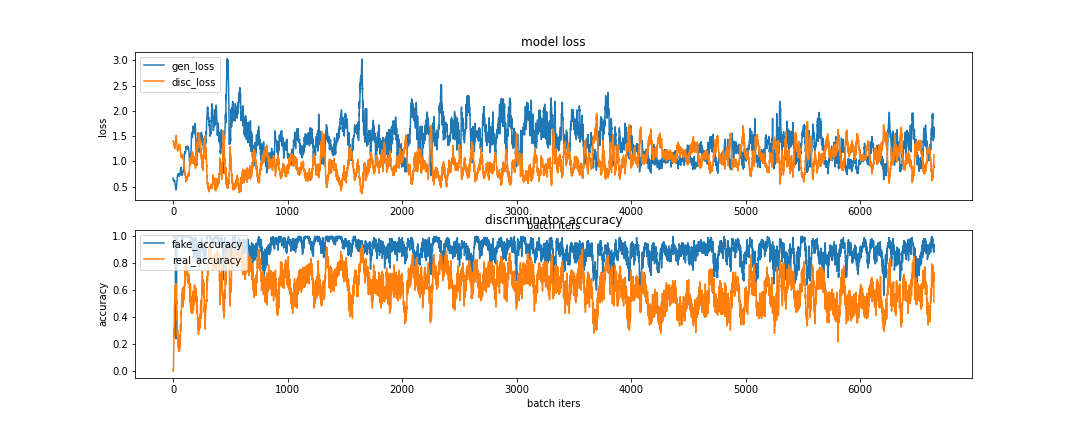 model loss
3.0
2.5
2.0
1.5
1.0
0.5
loss
gen_loss
disc_loss
0 1000 2000 3000 4000 5000 6000
batch iters
discriminator accuracy
1.0
0.8
0.6
0.4
0.2
0.0
accuracy
fake_accuracy
real_accuracy
0 1000 2000 3000 4000 5000 6000
batch iters